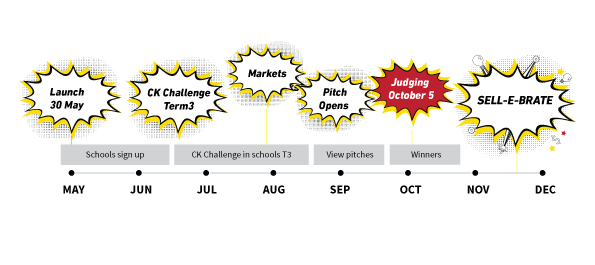 Launch
30 May
CK Challenge
Term3
Markets
Pitch
Opens
Judging
October 5
SELL-E-BRATE
Schools sign up
CK Challenge in schools T3
View pitches
Winners
MAY JUN JUL AUG SEP OCT NOV DEC